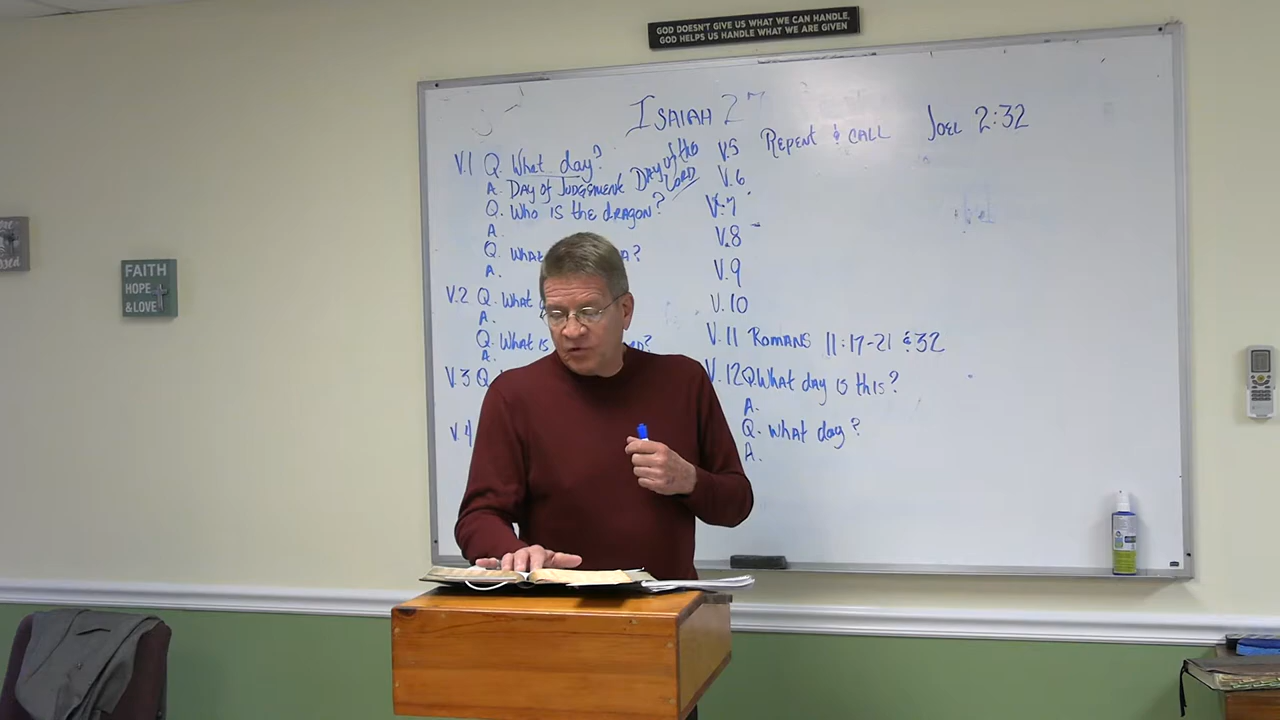 GOD DOESN'T GIVE US WHAT WE CAN HANDLE,
GOD HELPS US HANDLE WHAT WE ARE GIVEN
ISAIAH 27
V.1 Q. What day?
A. DAY OF JUDGEMENT DAY of the LORD
Q. Who is the dragon?
A.
Q. What a?
A.
V.2 Q. What
A.
Q. What is RD?
A.
V.3 Q
V.4
V.5 REPENT & CALL JOEL 2:32
V.6
V.7
V.8
V.9
V.10
V.11 ROMANS 11:17-21 & 32
V.12 Q. What day is this?
A.
Q. What day?
A.
FAITH
HOPE
& LOVE